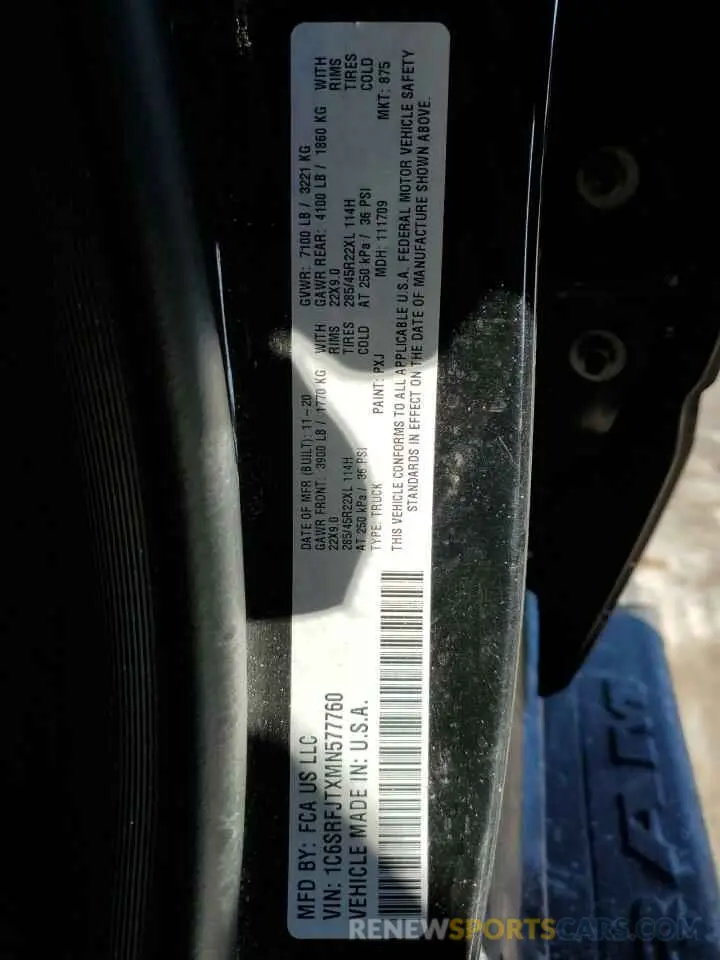 MFD BY: FCA US LLC
VIN: 1C6SRFJTXMN577760
VEHICLE MADE IN: U.S.A.
DATE OF MFR (BUILT): 11-20 GVWR: 7100 LB / 3221 KG
GAWR FRONT: 3900 LB / 1770 KG WITH GAWR REAR: 4100 LB / 1860 KG WITH
22X9.0 RIMS 22X9.0 RIMS
285/45R22XL 114H TIRES 285/45R22XL 114H TIRES
AT 250 kPa / 36 PSI COLD AT 250 kPa / 36 PSI COLD
TYPE: TRUCK PAINT: PXJ MDH: 111709 MKT: 875
THIS VEHICLE CONFORMS TO ALL APPLICABLE U.S.A. FEDERAL MOTOR VEHICLE SAFETY
STANDARDS IN EFFECT ON THE DATE OF MANUFACTURE SHOWN ABOVE.
RAM
RENEWSPORTSCARS.COM